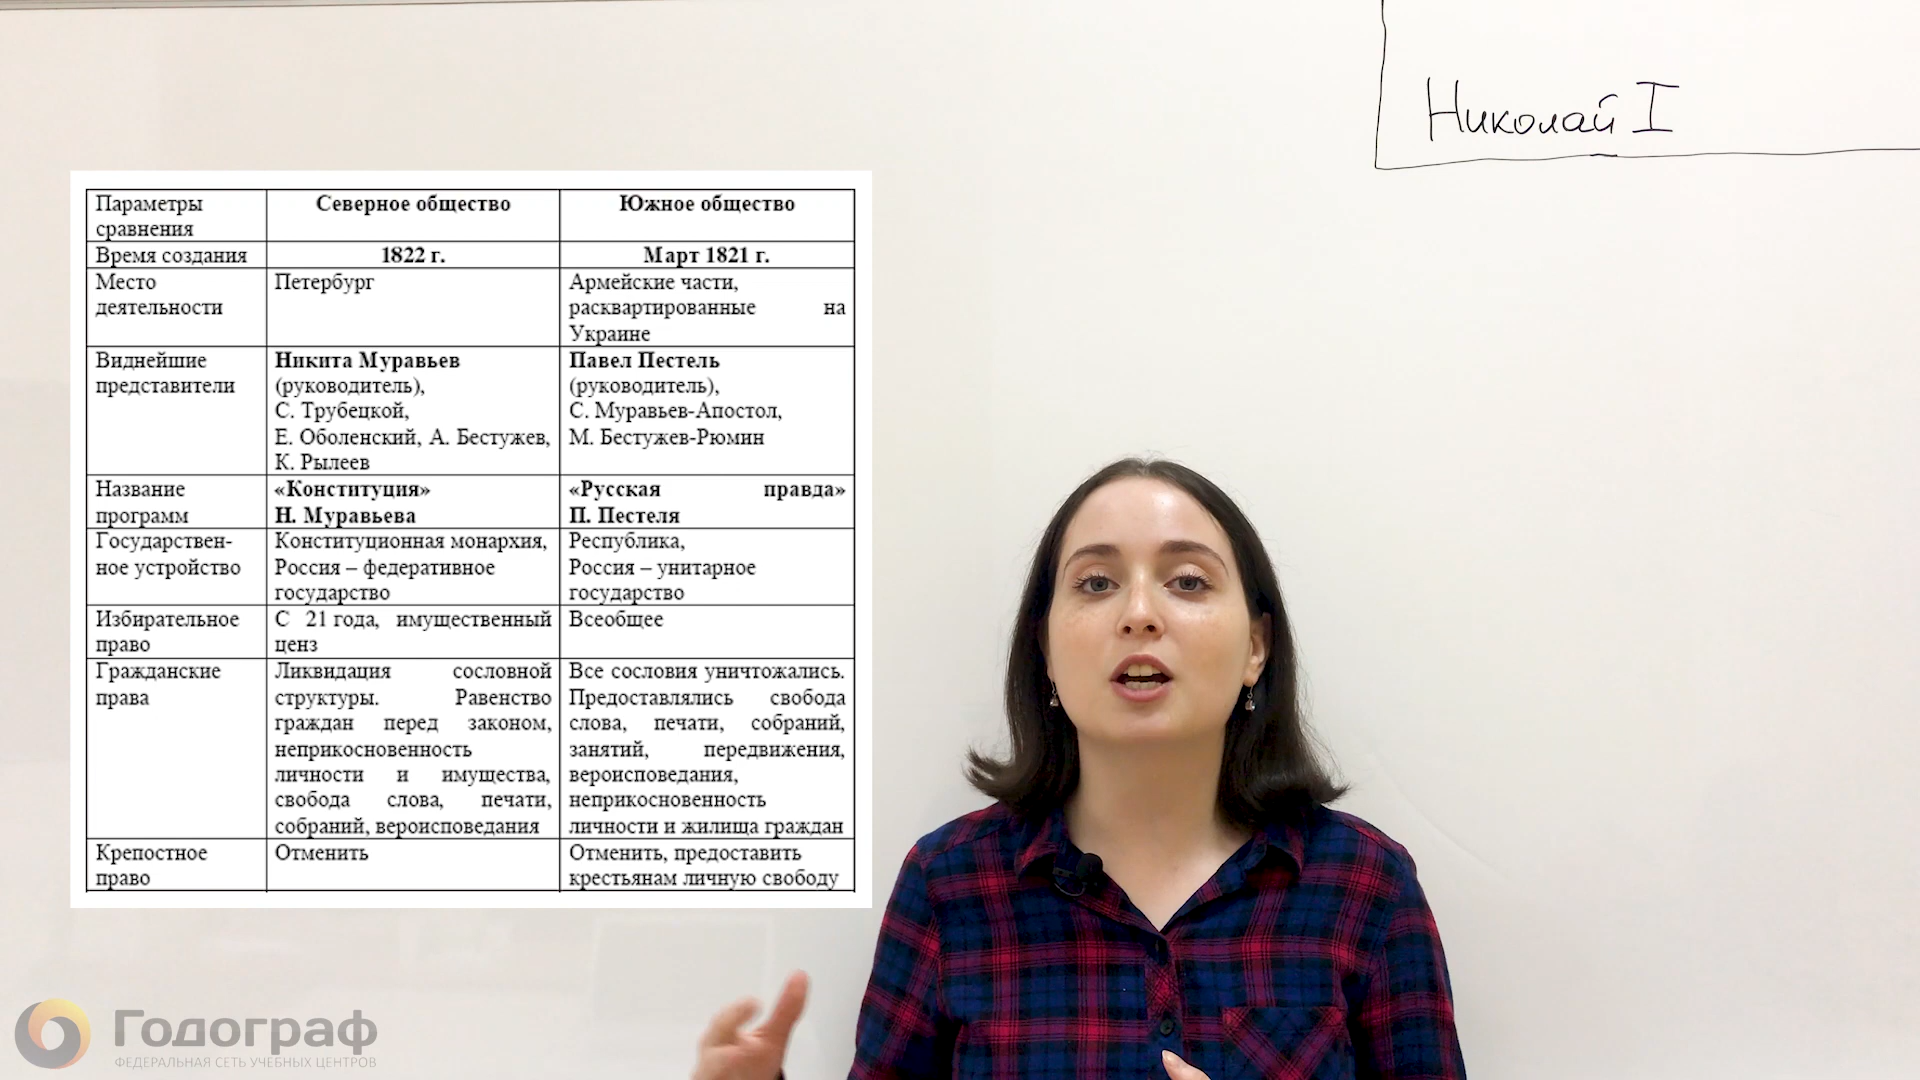 Николай I
Параметры сравнения
Северное общество
Южное общество
Время создания
1822 г.
Март 1821 г.
Место деятельности
Петербург
Армейские части,
расквартированные на
Украине
Виднейшие
представители
Никита Муравьев
(руководитель),
С. Трубецкой,
Е. Оболенский, А. Бестужев,
К. Рылеев
Павел Пестель
(руководитель),
С. Муравьев-Апостол,
М. Бестужев-Рюмин
Название
программ
«Конституция»
Н. Муравьева
«Русская правда»
П. Пестеля
Государствен-
ное устройство
Конституционная монархия,
Россия – федеративное
государство
Республика,
Россия – унитарное
государство
Избирательное
право
С 21 года, имущественный
ценз
Всеобщее
Гражданские
права
Ликвидация сословной
структуры. Равенство
граждан перед законом,
неприкосновенность
личности и имущества,
свобода слова, печати,
собраний, вероисповедания
Все сословия уничтожались.
Предоставлялись свобода
слова, печати, собраний,
занятий, передвижения,
вероисповедания,
неприкосновенность
личности и жилища граждан
Крепостное
право
Отменить
Отменить, предоставить
крестьянам личную свободу
Годограф
ФЕДЕРАЛЬНАЯ СЕТЬ УЧЕБНЫХ ЦЕНТРОВ